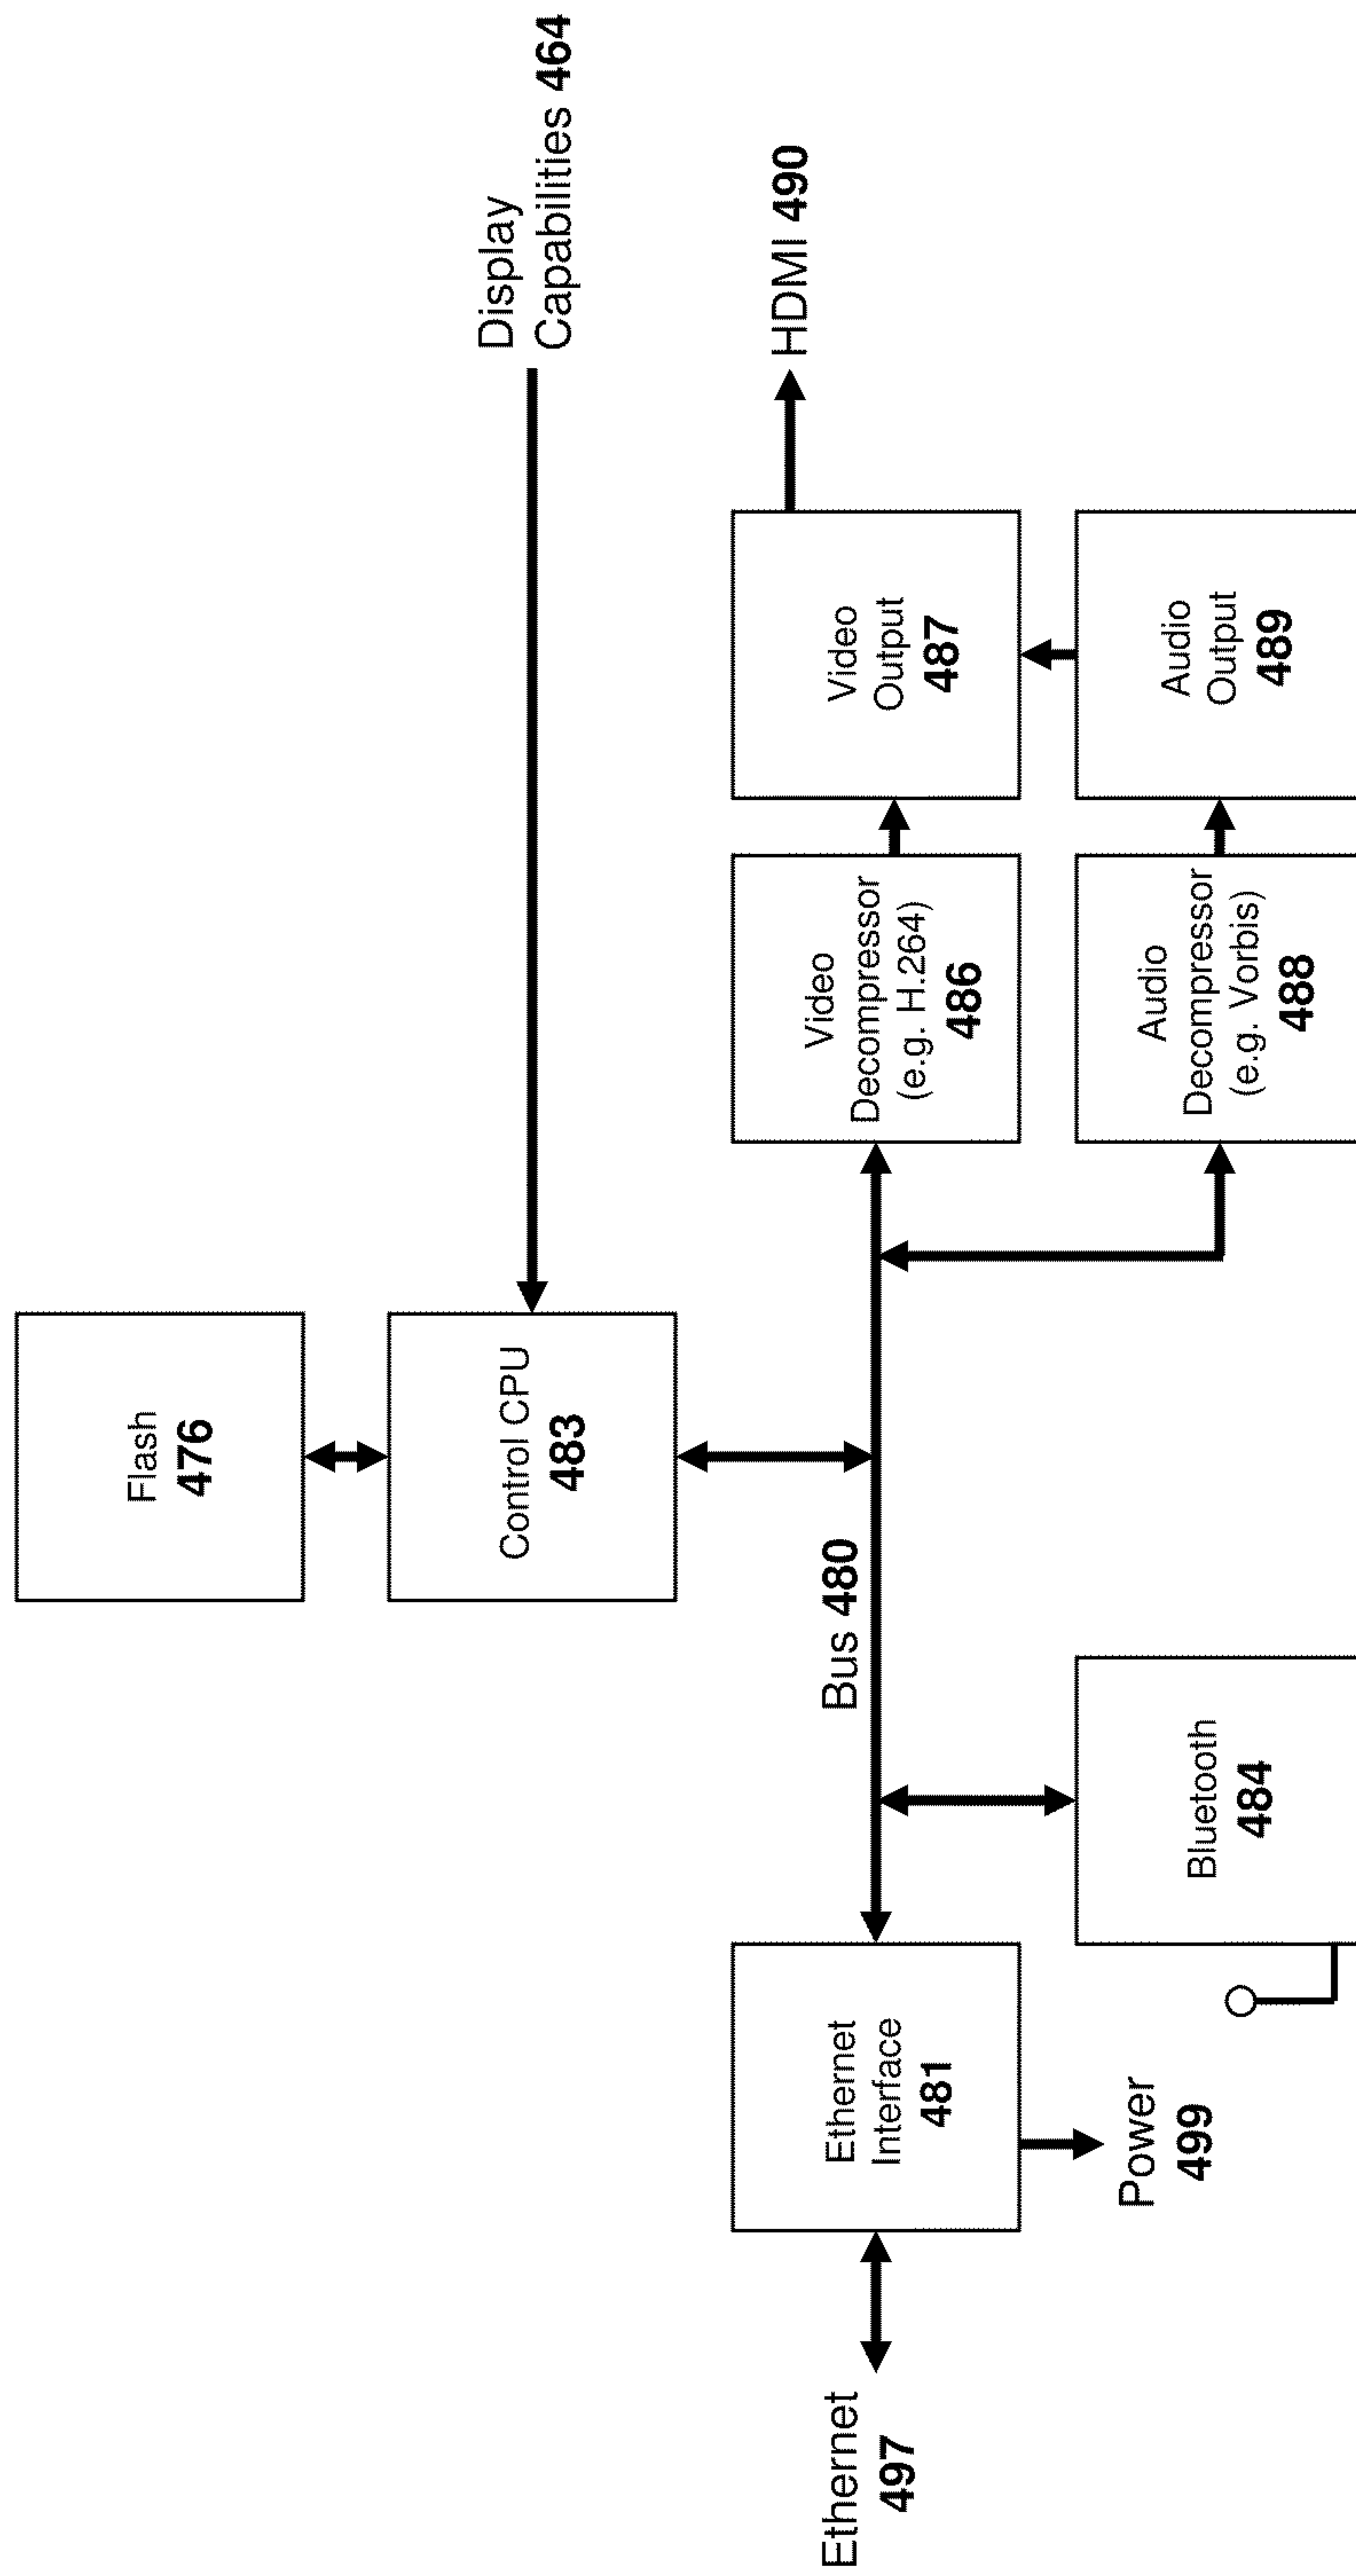 Flash
476
Display
Capabilities 464
Control CPU
483
Bus 480
HDMI 490
Ethernet
497
Ethernet
Interface
481
Video
Decompressor
(e.g. H.264)
486
Video
Output
487
Power
499
Bluetooth
484
Audio
Decompressor
(e.g. Vorbis)
488
Audio
Output
489